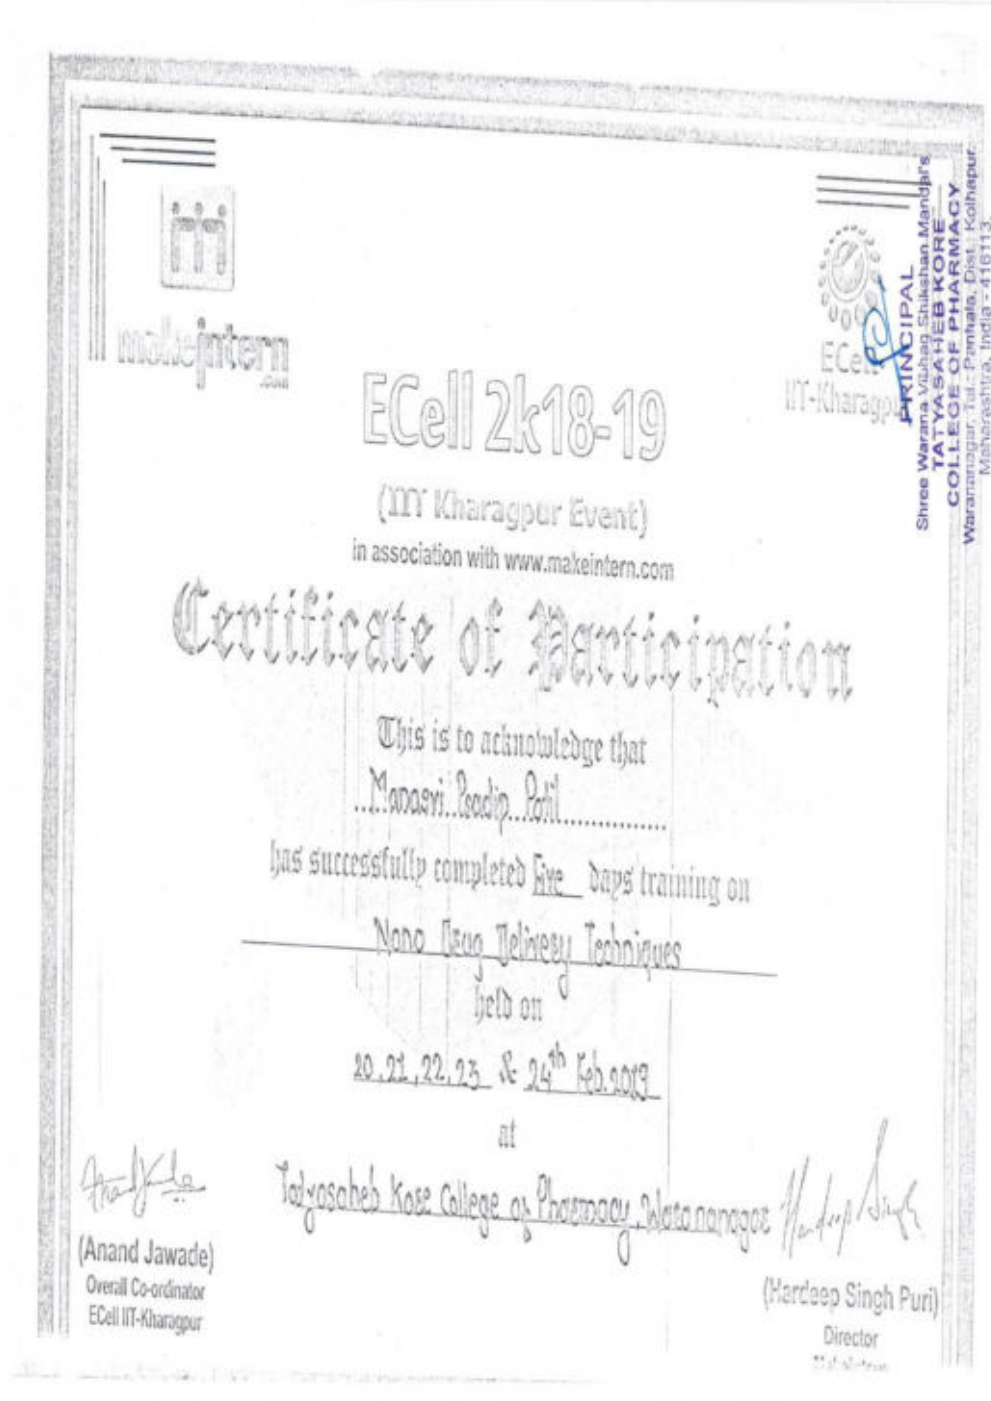 makeintern
.com
ECell
IIT-Kharagpur
PRINCIPAL
Shree Warana Vibhag Shikshan Mandal's
TATYASAHEB KORE
COLLEGE OF PHARMACY
Warananagar, Tal.: Panhala, Dist.: Kolhapur.
Maharashtra, India - 416113.
ECell 2k18-19
(IIT Kharagpur Event)
in association with www.makeintern.com
Certificate of Participation
This is to acknowledge that
Manasvi Pradip Patil
has successfully completed Five days training on
Nano Drug Delivery Techniques
held on
20, 21, 22, 23 & 24th Feb. 2019
at
Tatyasaheb Kore College of Pharmacy, Warananagar
Hardeep Singh
(Anand Jawade)
Overall Co-ordinator
ECell IIT-Kharagpur
(Hardeep Singh Puri)
Director